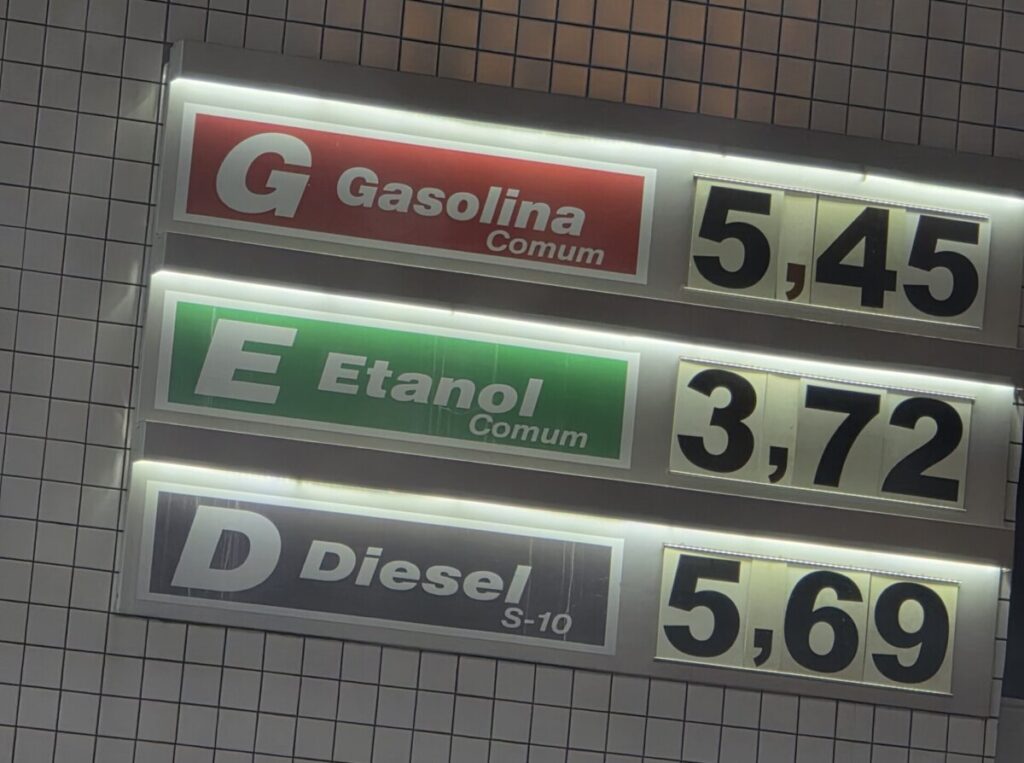 G Gasolina Comum 5,45
E Etanol Comum 3,72
D Diesel S-10 5,69